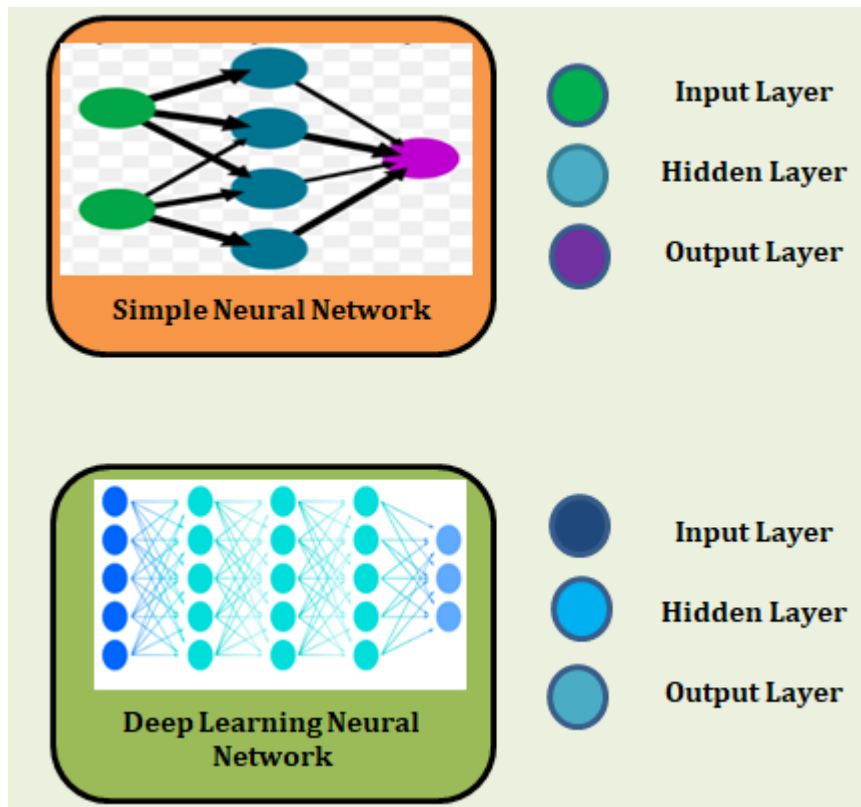 Input Layer
Hidden Layer
Output Layer
Simple Neural Network
Input Layer
Hidden Layer
Output Layer
Deep Learning Neural
Network